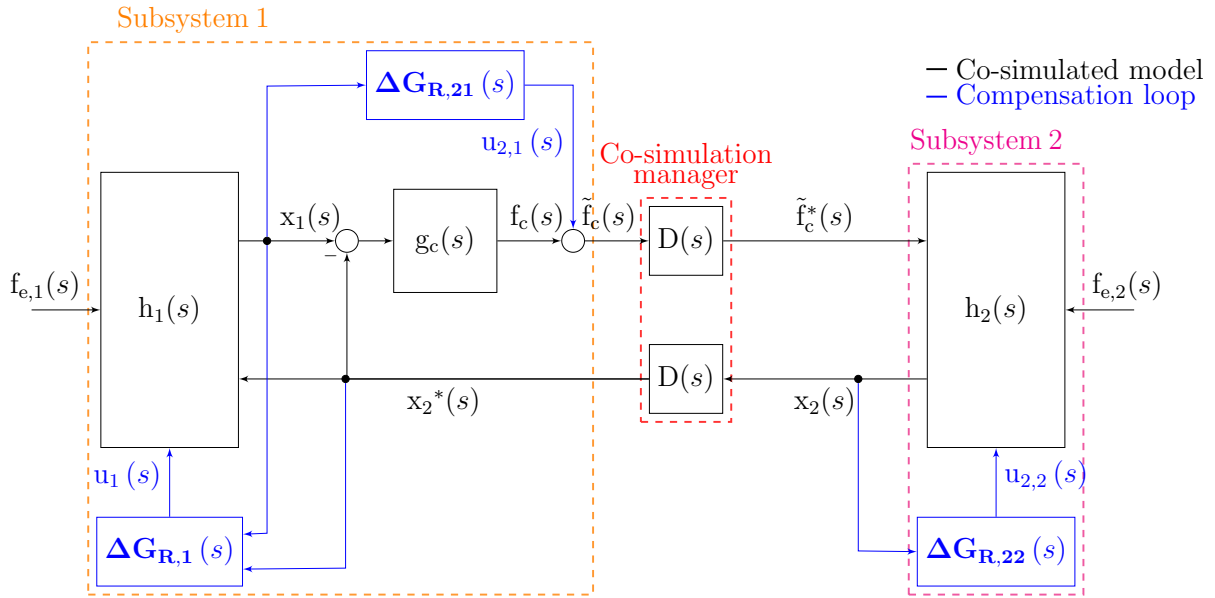 Subsystem 1
ΔG_R,21 (s)
Co-simulated model
Compensation loop
u_2,1 (s)
Subsystem 2
Co-simulation
manager
x_1(s)
f_c(s)
f̃_c(s)
f̃_c^*(s)
g_c(s)
D(s)
−
f_e,1(s)
h_1(s)
h_2(s)
f_e,2(s)
D(s)
x_2^*(s)
x_2(s)
u_1 (s)
u_2,2 (s)
ΔG_R,1 (s)
ΔG_R,22 (s)